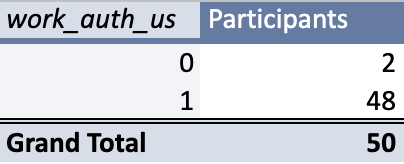 work_auth_us Participants
0 2
1 48
Grand Total 50